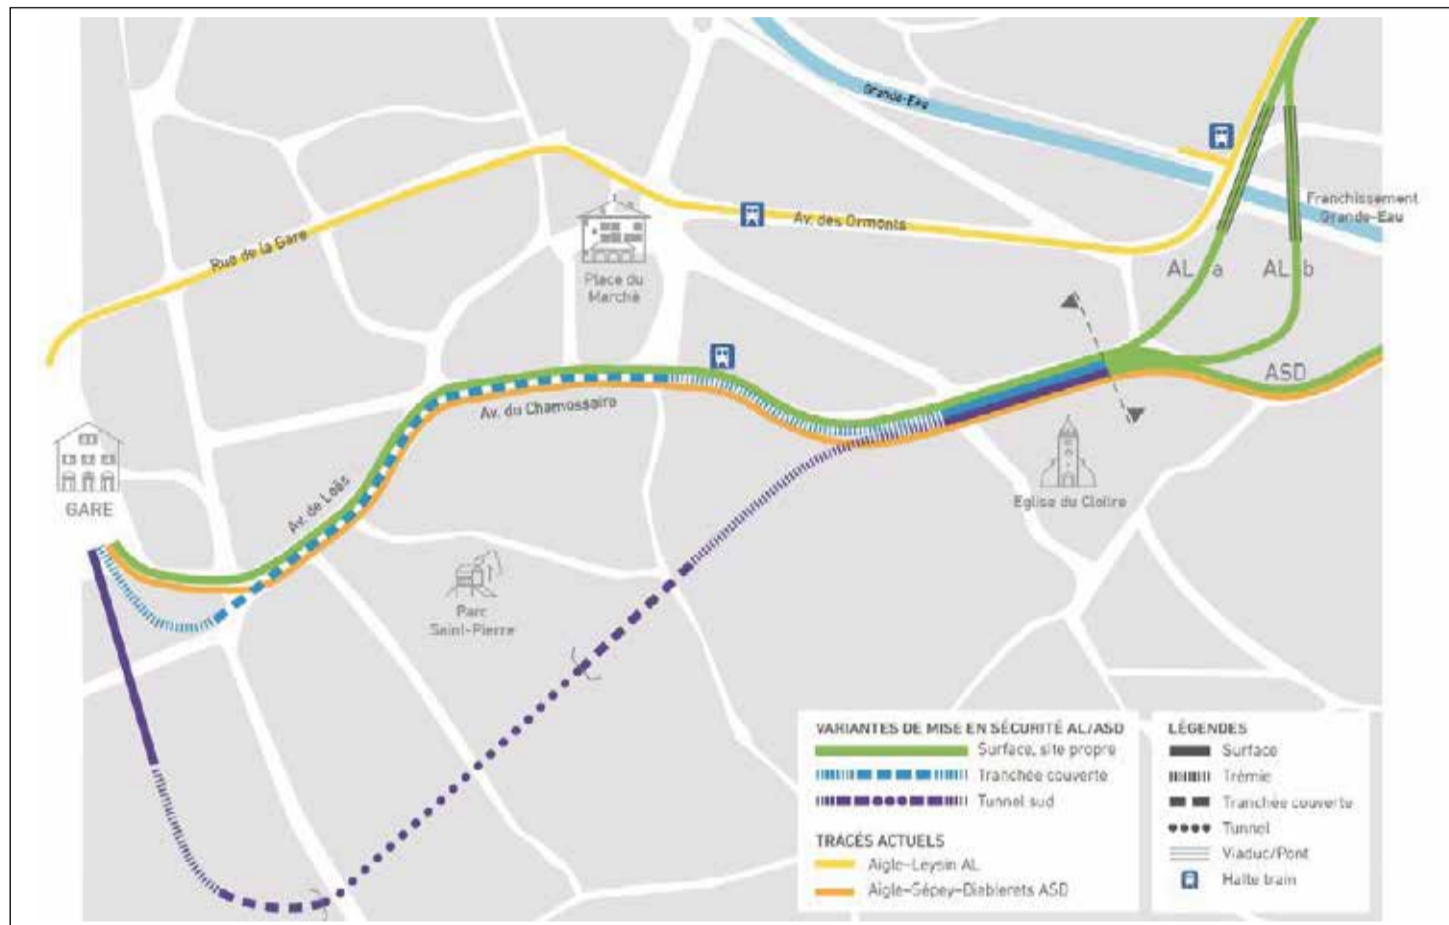 Grande-Eau
Franchissement
Grande-Eau
Rue de la Gare
Av. des Ormonts
Place du
Marché
AL a
AL b
ASD
Av. du Chamossaire
Av. de Loës
GARE
Eglise du Cloître
Parc
Saint-Pierre
VARIANTES DE MISE EN SÉCURITÉ AL/ASD
Surface, site propre
Tranchée couverte
Tunnel sud
TRACÉS ACTUELS
Aigle-Leysin AL
Aigle-Sépey-Diablerets ASD
LÉGENDES
Surface
Trémie
Tranchée couverte
Tunnel
Viaduc/Pont
Halte train